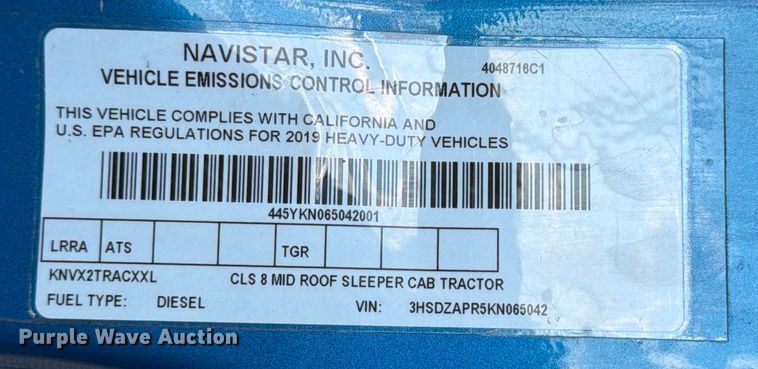 NAVISTAR, INC. 4048716C1
VEHICLE EMISSIONS CONTROL INFORMATION
THIS VEHICLE COMPLIES WITH CALIFORNIA AND
U.S. EPA REGULATIONS FOR 2019 HEAVY-DUTY VEHICLES
445YKN065042001
LRRA ATS TGR
KNVX2TRACXXL CLS 8 MID ROOF SLEEPER CAB TRACTOR
FUEL TYPE: DIESEL VIN: 3HSDZAPR5KN065042
Purple Wave Auction